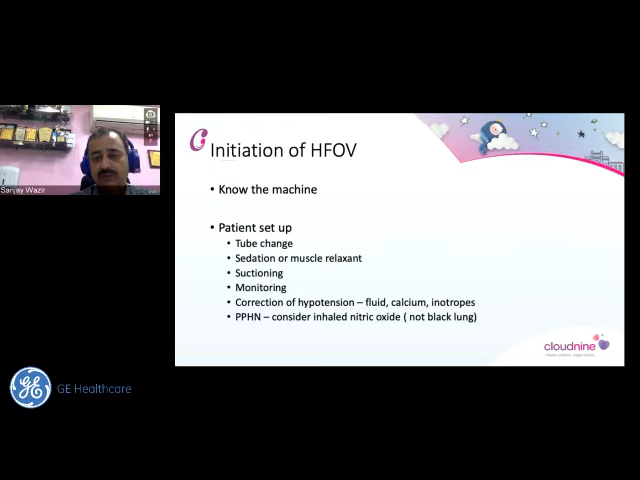 Sanjay Wazir
Initiation of HFOV
• Know the machine
• Patient set up
• Tube change
• Sedation or muscle relaxant
• Suctioning
• Monitoring
• Correction of hypotension – fluid, calcium, inotropes
• PPHN – consider inhaled nitric oxide ( not black lung)
cloudnine
GE Healthcare